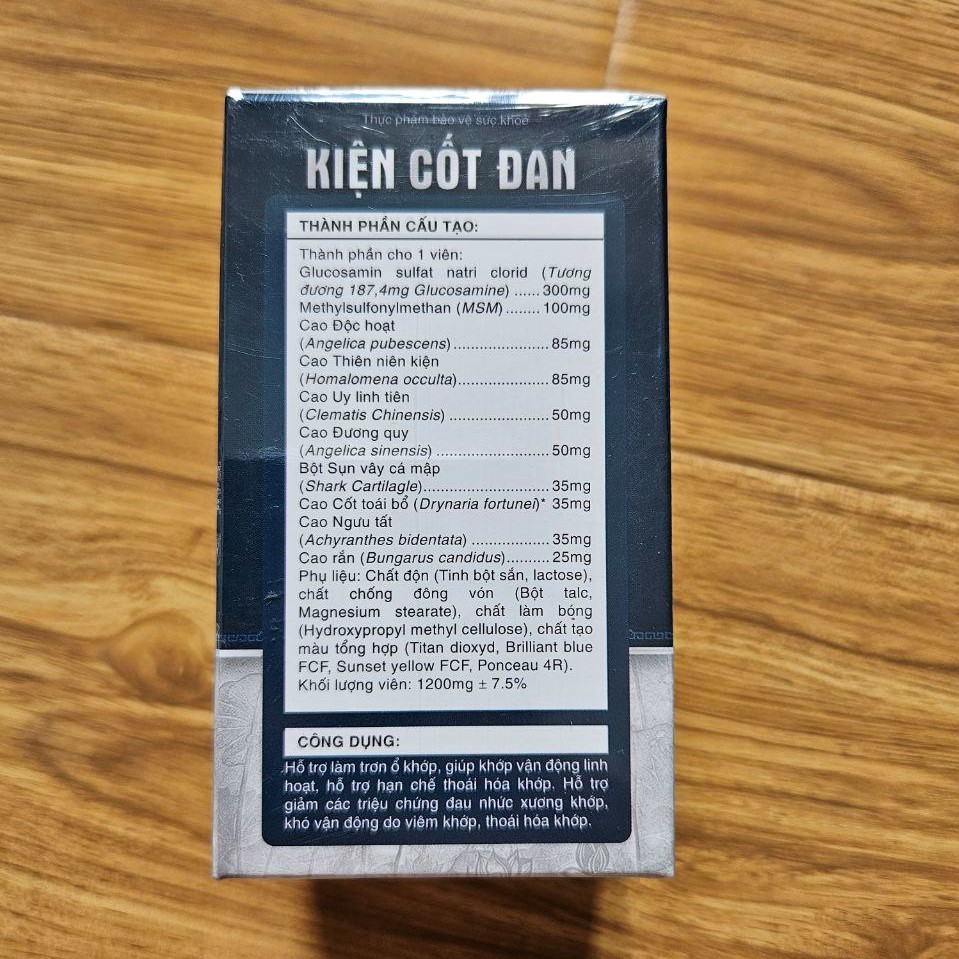 Thực phẩm bảo vệ sức khỏe
KIỆN CỐT ĐAN
THÀNH PHẦN CẤU TẠO:
Thành phần cho 1 viên:
Glucosamin sulfat natri clorid (Tương
đương 187,4mg Glucosamine) ...... 300mg
Methylsulfonylmethan (MSM) ........ 100mg
Cao Độc hoạt
(Angelica pubescens) ..................... 85mg
Cao Thiên niên kiện
(Homalomena occulta)..................... 85mg
Cao Uy linh tiên
(Clematis Chinensis) ...................... 50mg
Cao Đương quy
(Angelica sinensis) ......................... 50mg
Bột Sụn vây cá mập
(Shark Cartilagle)............................ 35mg
Cao Cốt toái bổ (Drynaria fortunei)* 35mg
Cao Ngưu tất
(Achyranthes bidentata) .................. 35mg
Cao rắn (Bungarus candidus).......... 25mg
Phụ liệu: Chất độn (Tinh bột sắn, lactose),
chất chống đông vón (Bột talc,
Magnesium stearate), chất làm bóng
(Hydroxypropyl methyl cellulose), chất tạo
màu tổng hợp (Titan dioxyd, Brilliant blue
FCF, Sunset yellow FCF, Ponceau 4R).
Khối lượng viên: 1200mg ± 7.5%
CÔNG DỤNG:
Hỗ trợ làm trơn ổ khớp, giúp khớp vận động linh
hoạt, hỗ trợ hạn chế thoái hóa khớp. Hỗ trợ
giảm các triệu chứng đau nhức xương khớp,
khó vận động do viêm khớp, thoái hóa khớp.